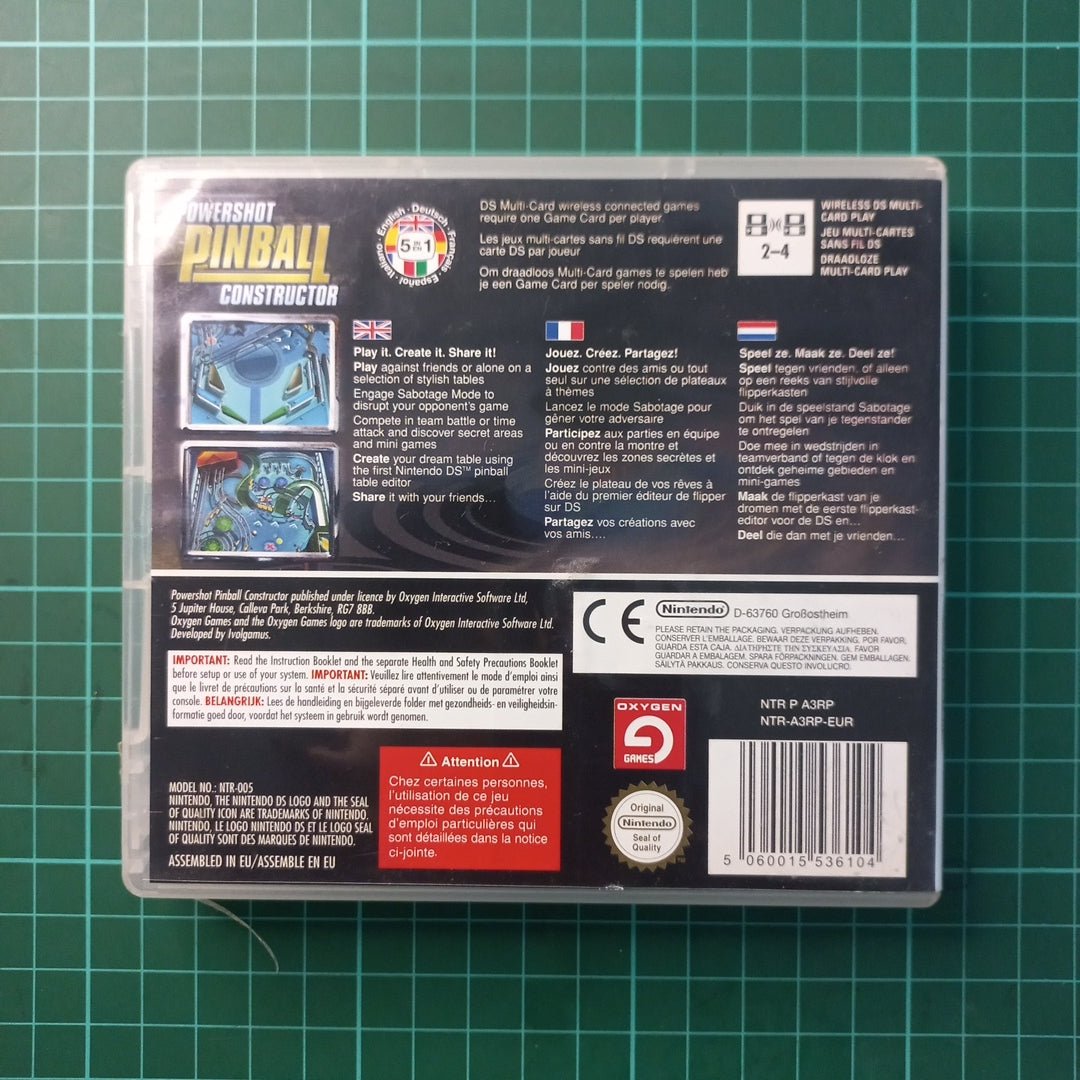 POWERSHOT
PINBALL
CONSTRUCTOR
English · Deutsch · Français · Español · Italiano ·
5 IN EN 1
DS Multi-Card wireless connected games
require one Game Card per player.
Les jeux multi-cartes sans fil DS requièrent une
carte DS par joueur
Om draadloos Multi-Card games te spelen heb
je een Game Card per speler nodig.
2–4
WIRELESS DS MULTI-
CARD PLAY
JEU MULTI-CARTES
SANS FIL DS
DRAADLOZE
MULTI-CARD PLAY
Play it. Create it. Share it!
Play against friends or alone on a
selection of stylish tables
Engage Sabotage Mode to
disrupt your opponent's game
Compete in team battle or time
attack and discover secret areas
and mini games
Create your dream table using
the first Nintendo DS™ pinball
table editor
Share it with your friends...
Jouez. Créez. Partagez!
Jouez contre des amis ou tout
seul sur une sélection de plateaux
à thèmes
Lancez le mode Sabotage pour
gêner votre adversaire
Participez aux parties en équipe
ou en contre la montre et
découvrez les zones secrètes et
les mini-jeux
Créez le plateau de vos rêves à
l'aide du premier éditeur de flipper
sur DS
Partagez vos créations avec
vos amis....
Speel ze. Maak ze. Deel ze!
Speel tegen vrienden, of alleen
op een reeks van stijlvolle
flipperkasten
Duik in de speelstand Sabotage
om het spel van je tegenstander
te ontregelen
Doe mee in wedstrijden in
teamverband of tegen de klok en
ontdek geheime gebieden en
mini-games
Maak de flipperkast van je
dromen met de eerste flipperkast-
editor voor de DS en...
Deel die dan met je vrienden...
Powershot Pinball Constructor published under licence by Oxygen Interactive Software Ltd,
5 Jupiter House, Calleva Park, Berkshire, RG7 8BB.
Oxygen Games and the Oxygen Games logo are trademarks of Oxygen Interactive Software Ltd.
Developed by Ivolgamus.
IMPORTANT: Read the Instruction Booklet and the separate Health and Safety Precautions Booklet
before setup or use of your system. IMPORTANT: Veuillez lire attentivement le mode d'emploi ainsi
que le livret de précautions sur la santé et la sécurité séparé avant d'utiliser ou de paramétrer votre
console. BELANGRIJK: Lees de handleiding en bijgeleverde folder met gezondheids- en veiligheidsin-
formatie goed door, voordat het systeem in gebruik wordt genomen.
CE
Nintendo D-63760 Großostheim
PLEASE RETAIN THE PACKAGING. VERPACKUNG AUFHEBEN.
CONSERVER L'EMBALLAGE. BEWAAR DEZE VERPAKKING. POR FAVOR,
GUARDA ESTA CAJA. ΔΙΑΤΗΡΗΣΤΕ ΤΗΝ ΣΥΣΚΕΥΑΣΙΑ. FAVOR
GUARDAR A EMBALAGEM. SPARA FÖRPACKNINGEN. GEM EMBALLAGEN.
SÄILYTÄ PAKKAUS. CONSERVA QUESTO INVOLUCRO.
OXYGEN
GAMES
NTR P A3RP
NTR-A3RP-EUR
MODEL NO.: NTR-005
NINTENDO, THE NINTENDO DS LOGO AND THE SEAL
OF QUALITY ICON ARE TRADEMARKS OF NINTENDO.
NINTENDO, LE LOGO NINTENDO DS ET LE LOGO SEAL
OF QUALITY SONT DES MARQUES DE NINTENDO.
ASSEMBLED IN EU/ASSEMBLE EN EU
Attention
Chez certaines personnes,
l'utilisation de ce jeu
nécessite des précautions
d'emploi particulières qui
sont détaillées dans la notice
ci-jointe.
Original
Nintendo
Seal of
Quality
TM
5 060015 536104